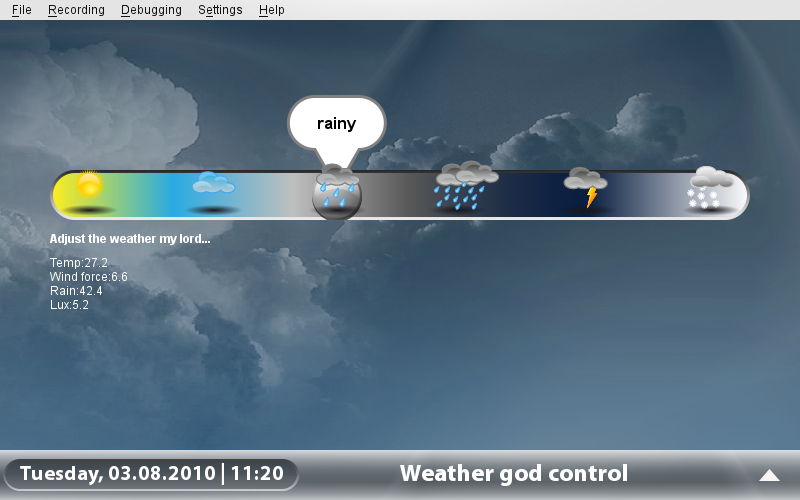 File Recording Debugging Settings Help
rainy
Adjust the weather my lord...
Temp:27.2
Wind force:6.6
Rain:42.4
Lux:5.2
Tuesday, 03.08.2010 | 11:20 Weather god control